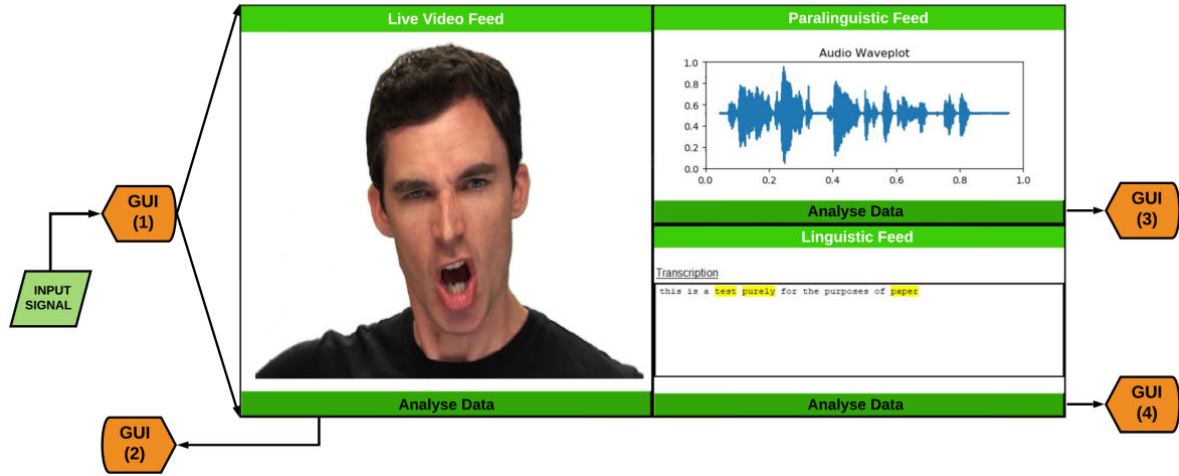 Live Video Feed
Paralinguistic Feed
Audio Waveplot
1.0
0.8
0.6
0.4
0.2
0.0
0.0 0.2 0.4 0.6 0.8 1.0
GUI
(1)
INPUT
SIGNAL
Analyse Data
GUI
(3)
Linguistic Feed
Transcription
this is a test purely for the purposes of paper
Analyse Data
Analyse Data
GUI
(2)
GUI
(4)